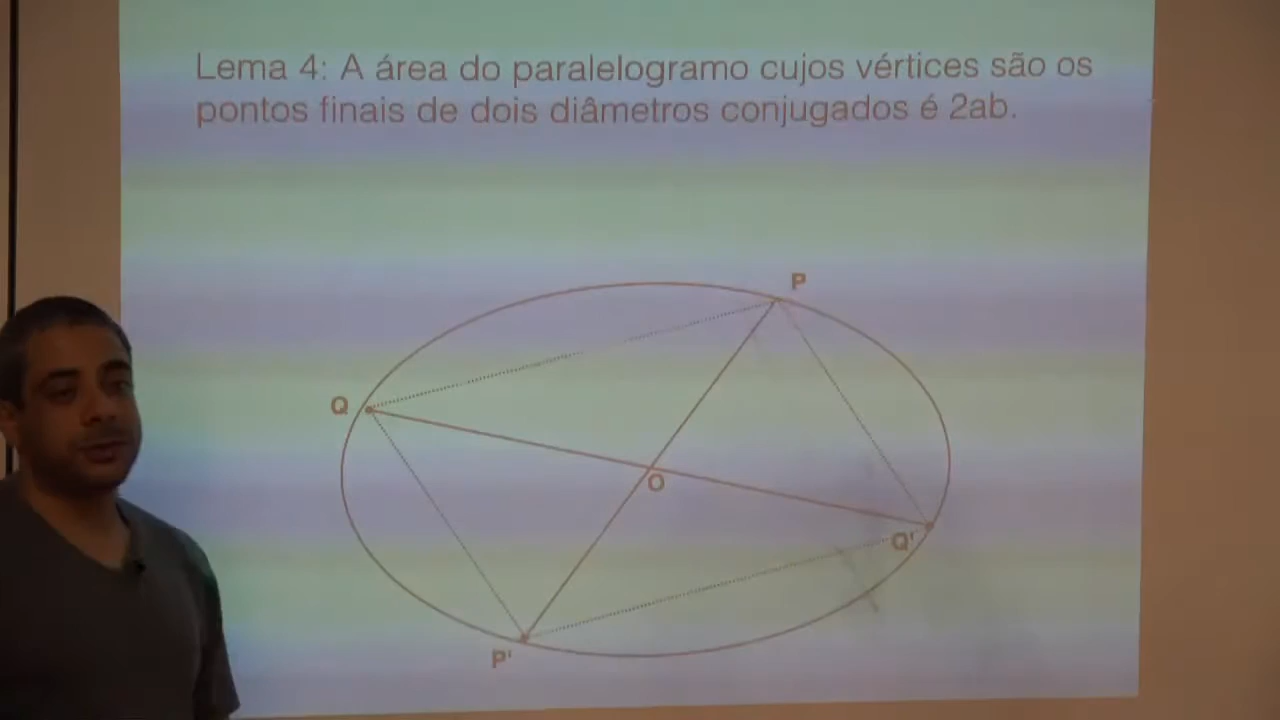 Lema 4: A área do paralelogramo cujos vértices são os
pontos finais de dois diâmetros conjugados é 2ab.
P
Q
O
Q'
P'